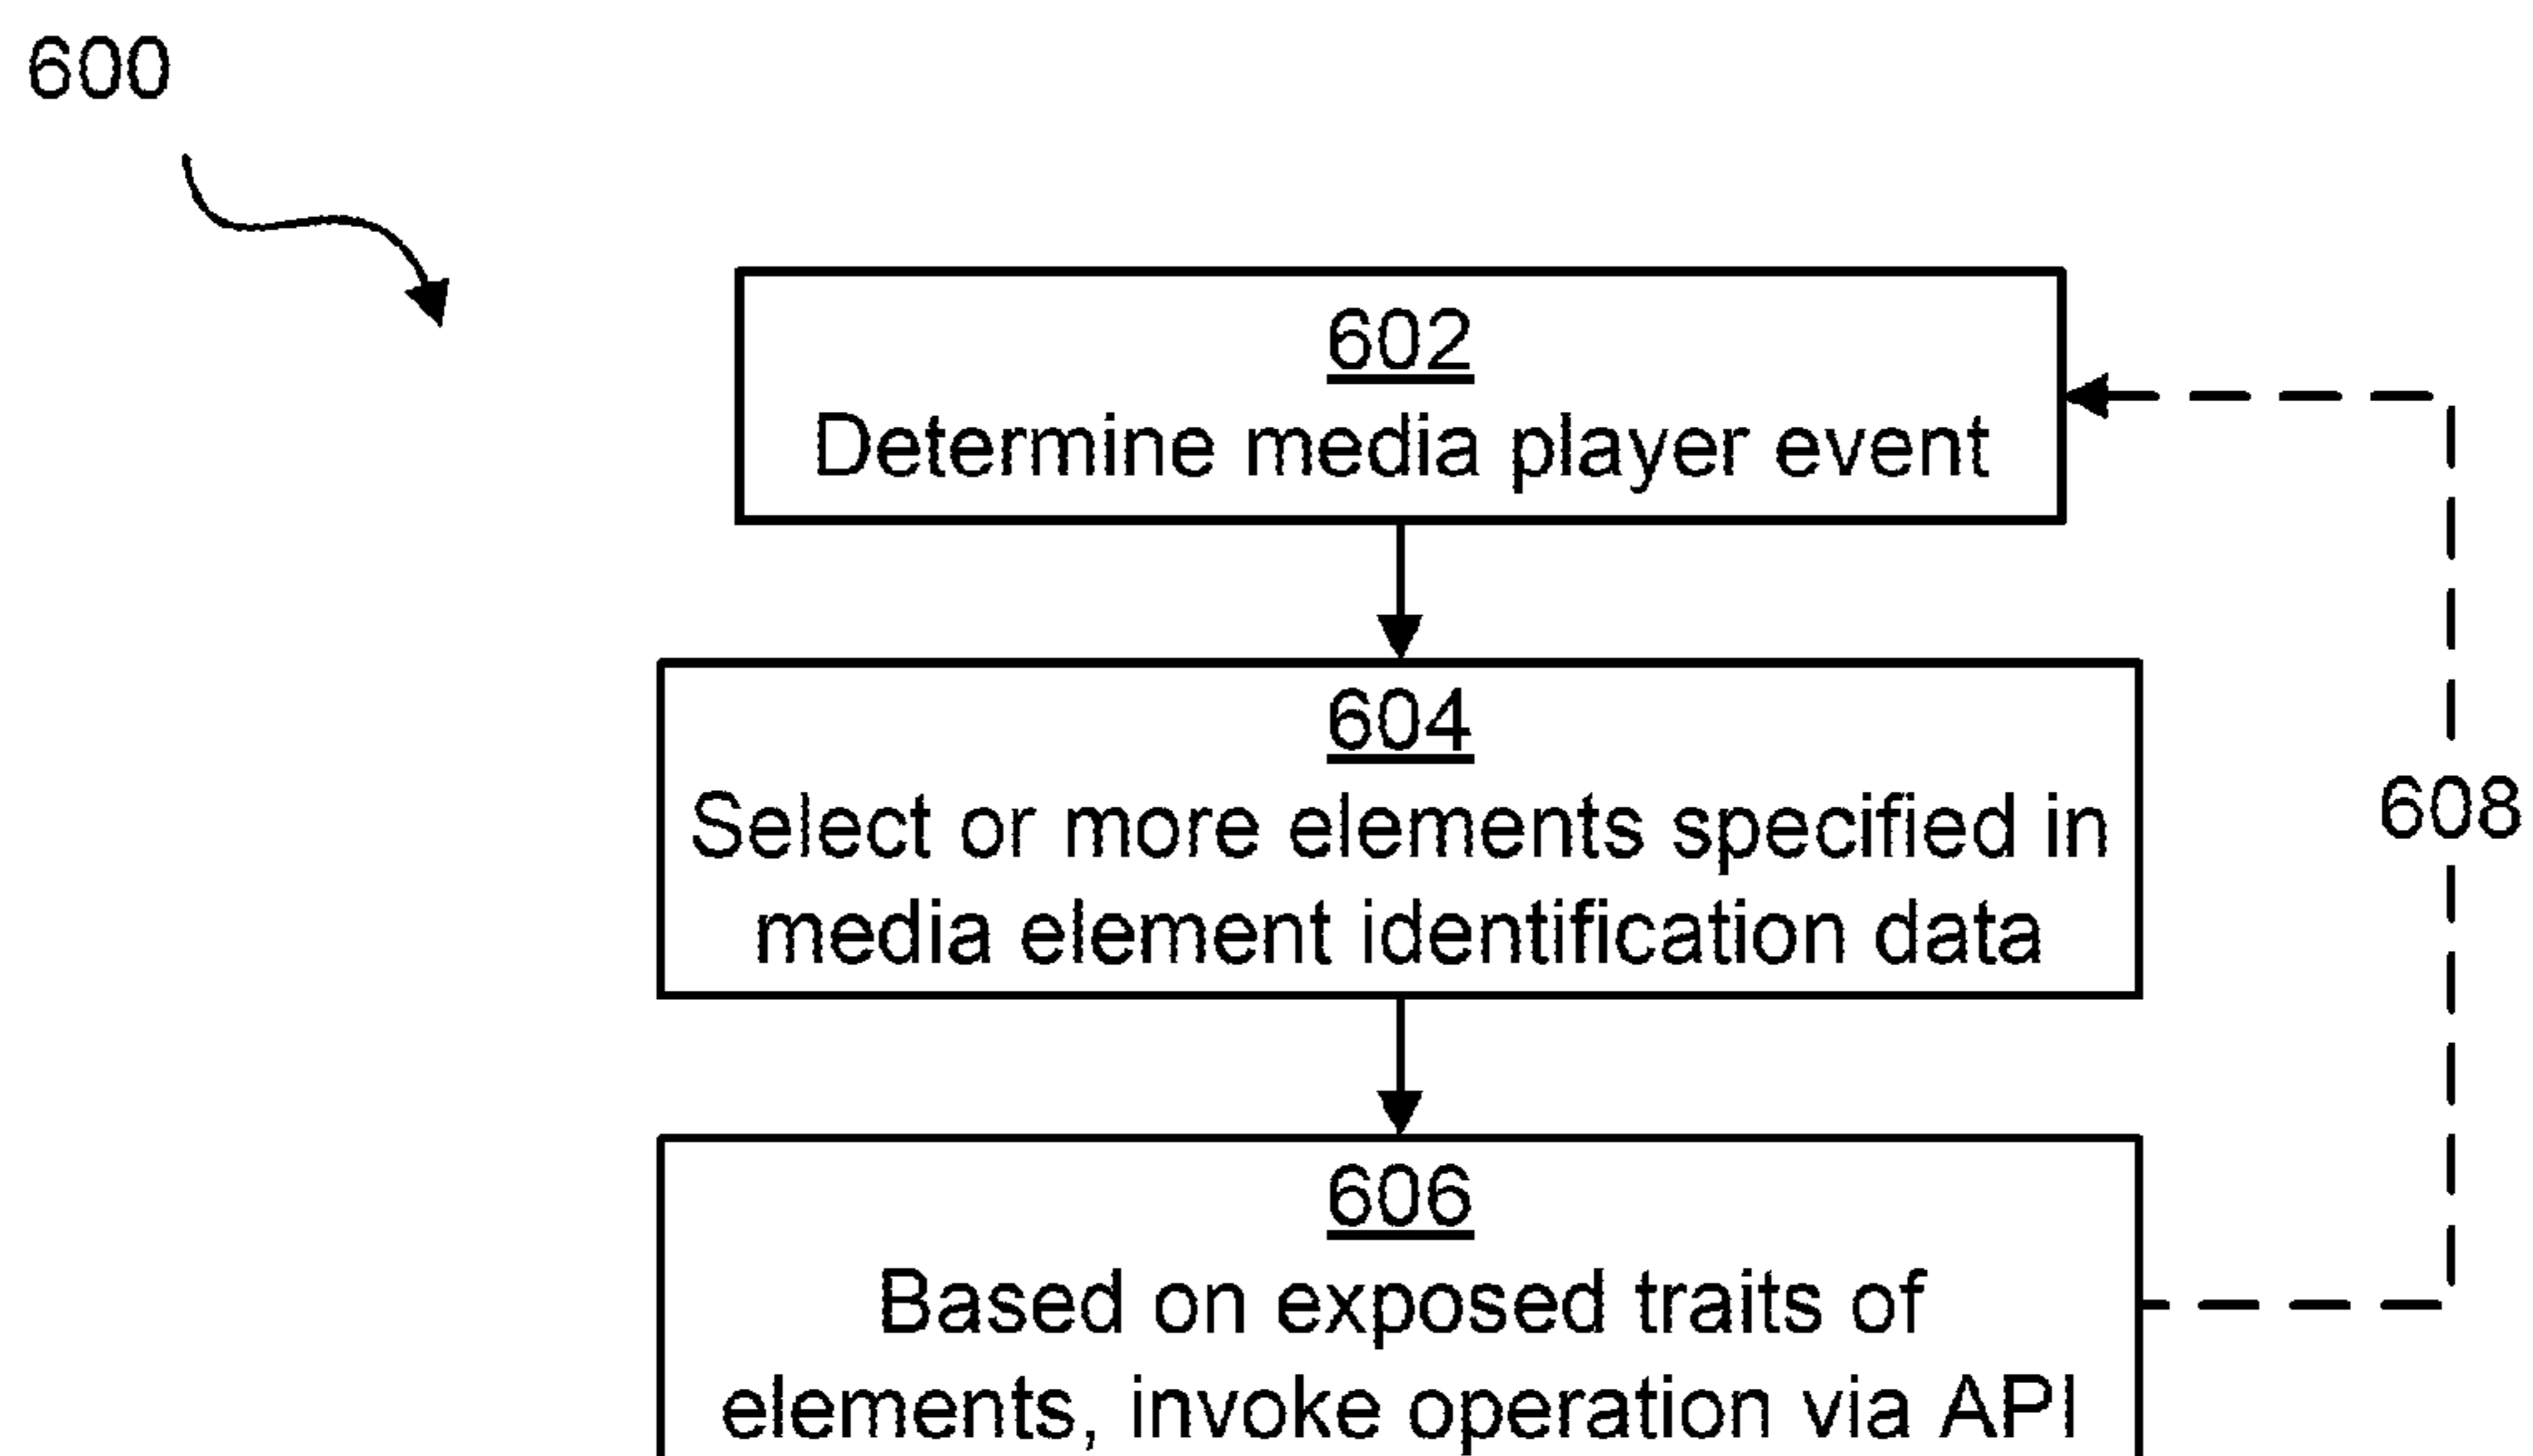 600
602
Determine media player event
604
Select or more elements specified in
media element identification data
608
606
Based on exposed traits of
elements, invoke operation via API